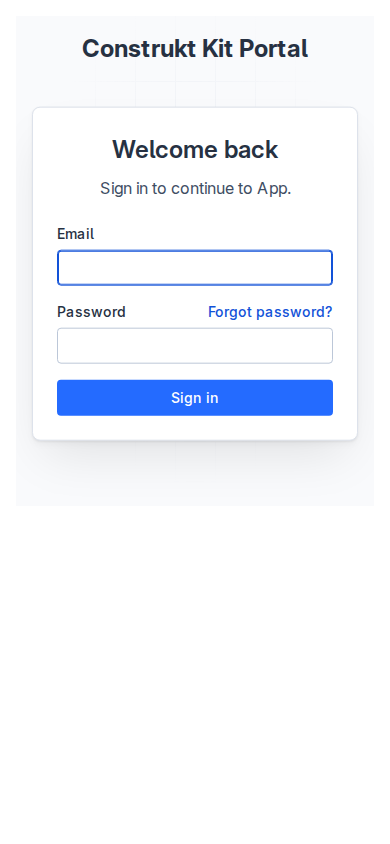 Construkt Kit Portal
Welcome back
Sign in to continue to App.
Email
Password Forgot password?
Sign in